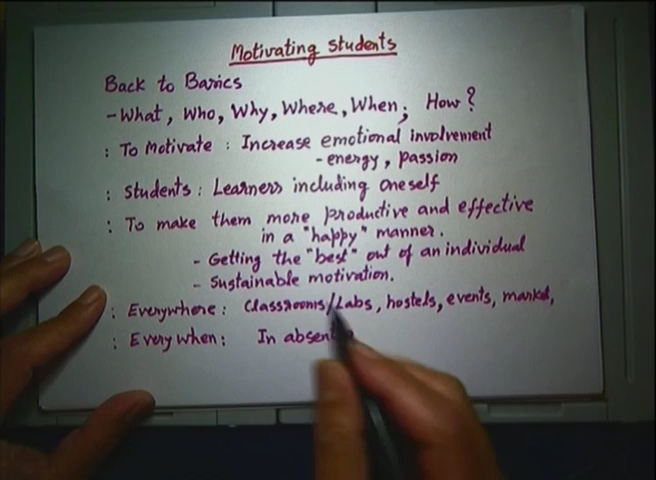 Motivating Students
Back to Basics
- What, Who, Why, Where, When; How?
: To Motivate : Increase emotional involvement
- energy, passion
: Students : Learners including oneself
: To make them more productive and effective
in a "happy" manner.
- Getting the "best" out of an individual
- Sustainable motivation.
: Everywhere : Classrooms/Labs, hostels, events, market,
: Everywhen : In absen